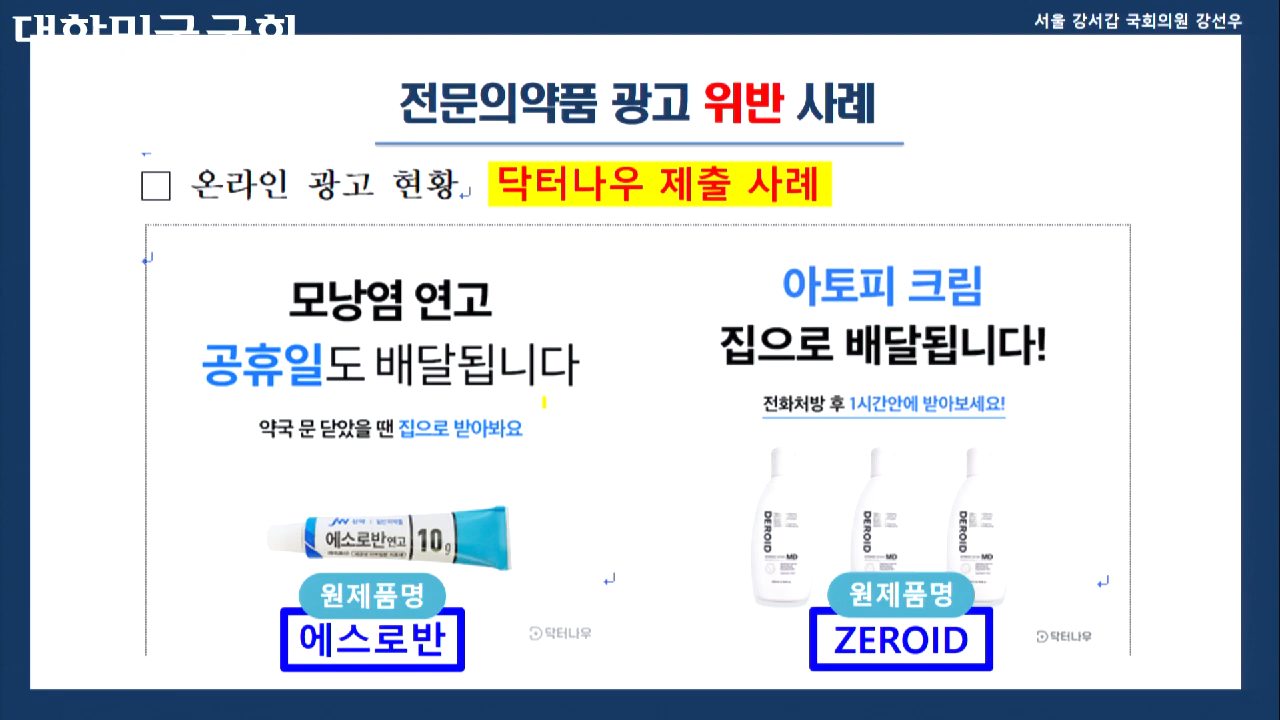 대한민국국회
서울 강서갑 국회의원 강선우
전문의약품 광고 위반 사례
□ 온라인 광고 현황 닥터나우 제출 사례
모낭염 연고
공휴일도 배달됩니다
약국 문 닫았을 땐 집으로 받아봐요
에스로반연고 10g
원제품명
에스로반
닥터나우
아토피 크림
집으로 배달됩니다!
전화처방 후 1시간안에 받아보세요!
DEROID DEROID DEROID
MD MD MD
원제품명
ZEROID
닥터나우